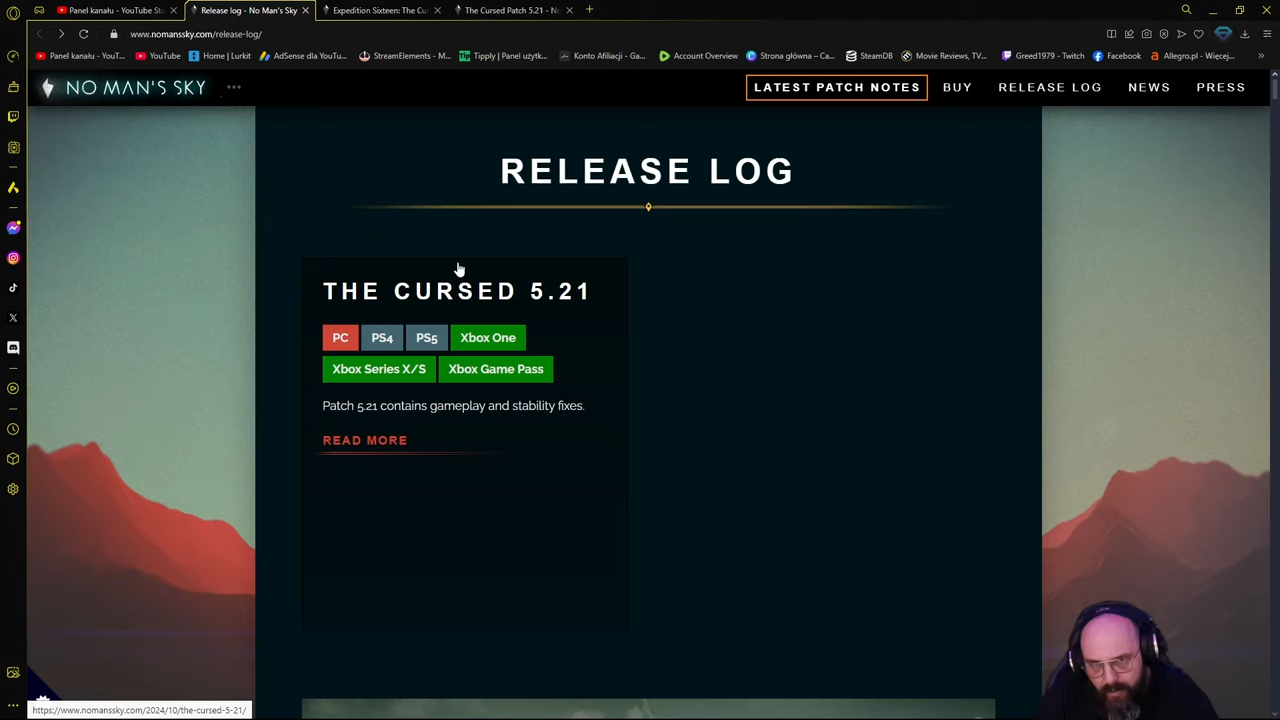 Panel kanału - YouTube Stu
Release log - No Man's Sky
Expedition Sixteen: The Cur
The Cursed Patch 5.21 - No
www.nomanssky.com/release-log/
Panel kanału - YouT...
YouTube
Home | Lurkit
AdSense dla YouTu...
StreamElements - M...
Tipply | Panel użytk...
Konto Afiliacji - Ga...
Account Overview
Strona główna – Ca...
SteamDB
Movie Reviews, TV...
Greed1979 - Twitch
Facebook
Allegro.pl - Więcej...
NO MAN'S SKY
LATEST PATCH NOTES
BUY
RELEASE LOG
NEWS
PRESS
RELEASE LOG
THE CURSED 5.21
PC PS4 PS5 Xbox One
Xbox Series X/S Xbox Game Pass
Patch 5.21 contains gameplay and stability fixes.
READ MORE
https://www.nomanssky.com/2024/10/the-cursed-5-21/